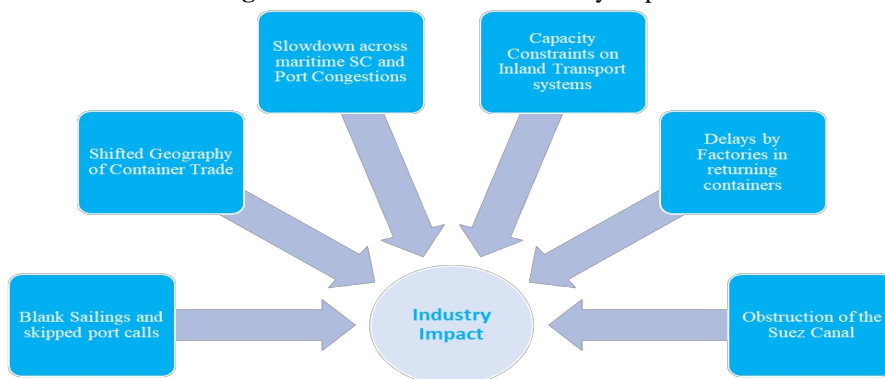 Slowdown across
maritime SC and
Port Congestions
Capacity
Constraints on
Inland Transport
systems
Shifted Geography
of Container Trade
Delays by
Factories in
returning
containers
Blank Sailings and
skipped port calls
Industry
Impact
Obstruction of the
Suez Canal